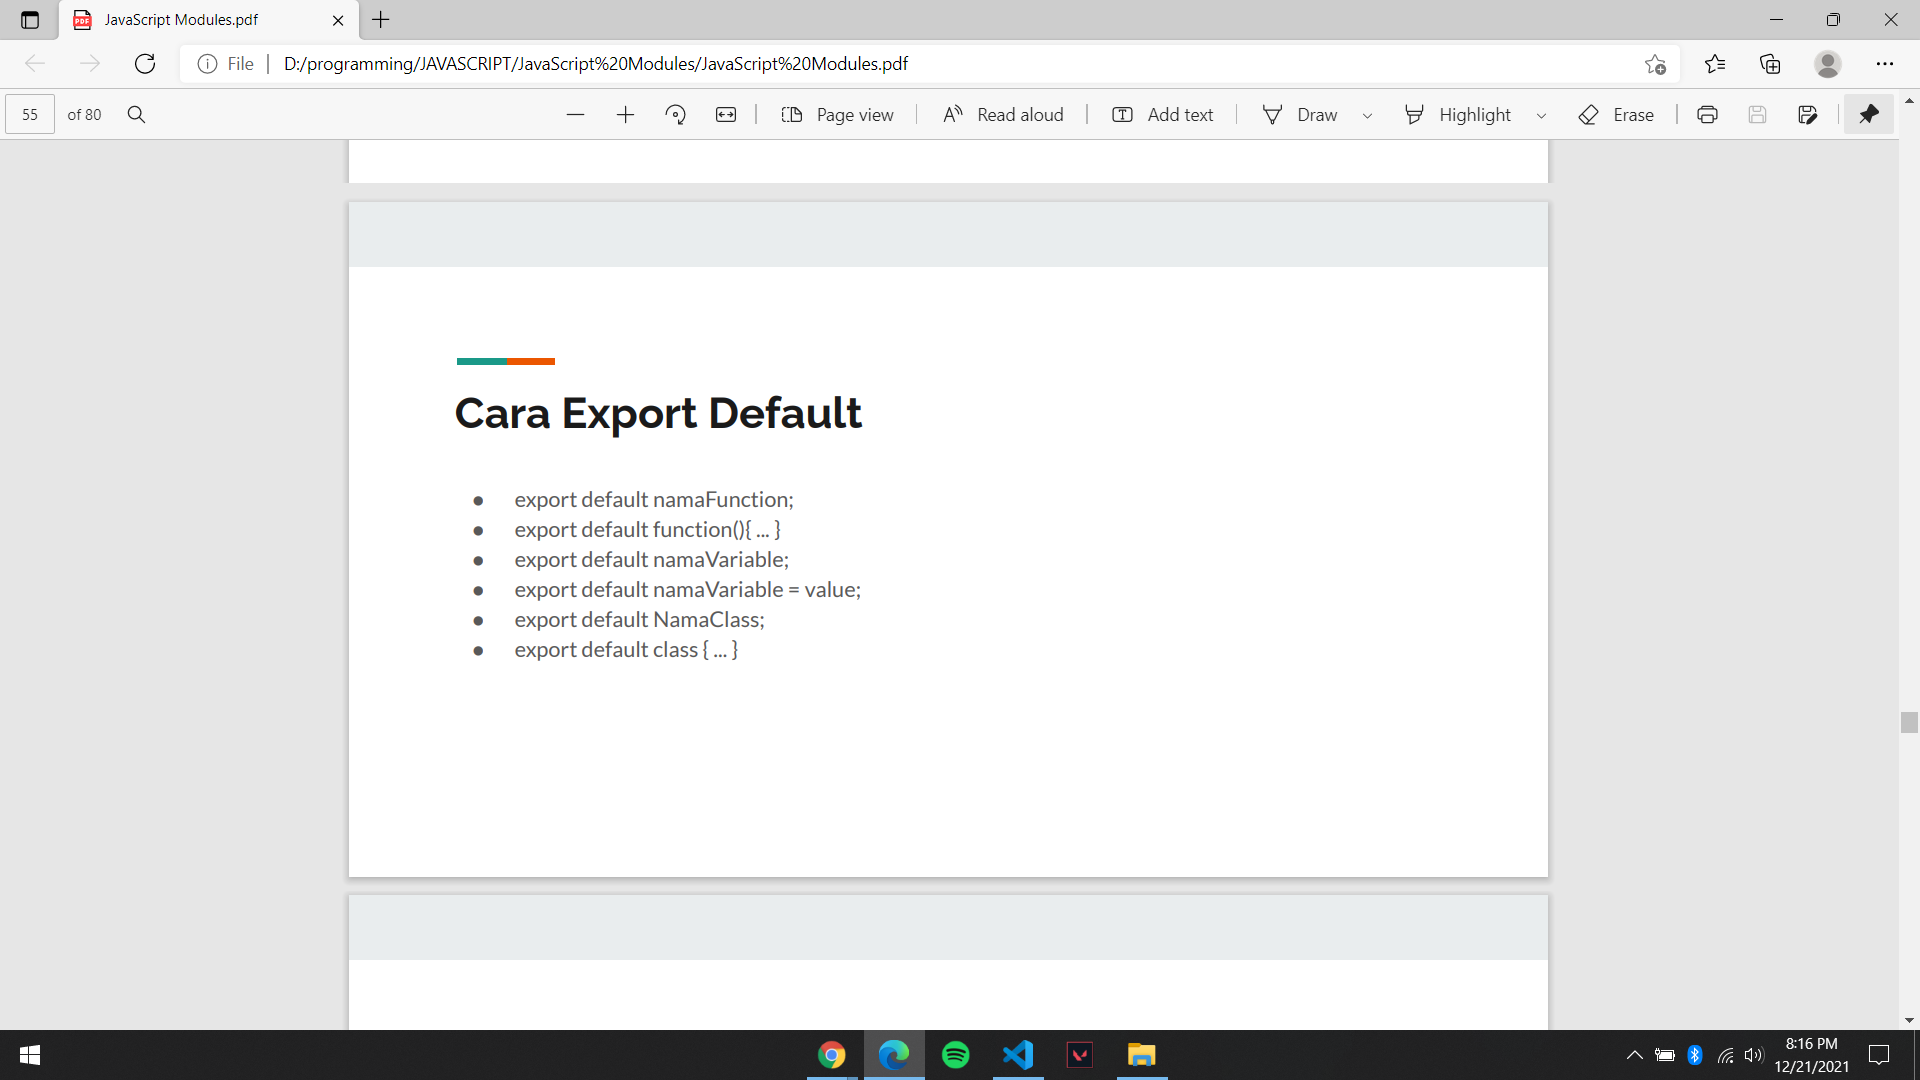 JavaScript Modules.pdf
File
D:/programming/JAVASCRIPT/JavaScript%20Modules/JavaScript%20Modules.pdf
55 of 80
Page view
Read aloud
Add text
Draw
Highlight
Erase
Cara Export Default
● export default namaFunction;
● export default function(){ ... }
● export default namaVariable;
● export default namaVariable = value;
● export default NamaClass;
● export default class { ... }
8:16 PM
12/21/2021